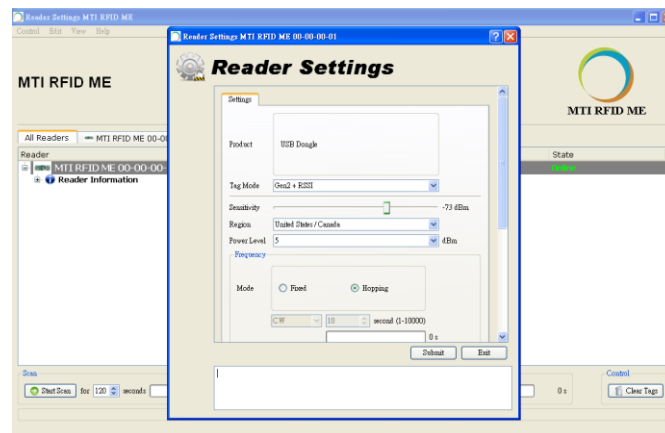 Reader Settings MTI RFID ME
Control Edit View Help
MTI RFID ME
MTI RFID ME
All Readers MTI RFID ME 00-0
Reader State
MTI RFID ME 00-00-00-
online
Reader Information
Scan
Start Scan for 120 seconds
0 s
Control
Clear Tags
Reader Settings MTI RFID ME 00-00-00-01
Reader Settings
Settings
Product USB Dongle
Tag Mode Gen2 + RSSI
Sensitivity -73 dBm
Region United States / Canada
Power Level 5 dBm
Frequency
Mode Fixed Hopping
CW 10 second (1-10000)
0 s
Submit Exit